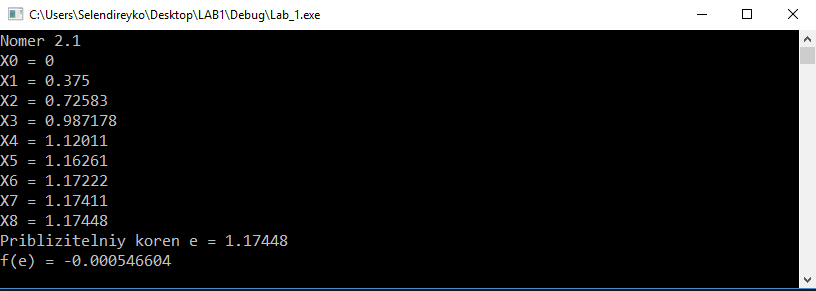 C:\Users\Selendireyko\Desktop\LAB1\Debug\Lab_1.exe
Nomer 2.1
X0 = 0
X1 = 0.375
X2 = 0.72583
X3 = 0.987178
X4 = 1.12011
X5 = 1.16261
X6 = 1.17222
X7 = 1.17411
X8 = 1.17448
Priblizitelniy koren e = 1.17448
f(e) = -0.000546604